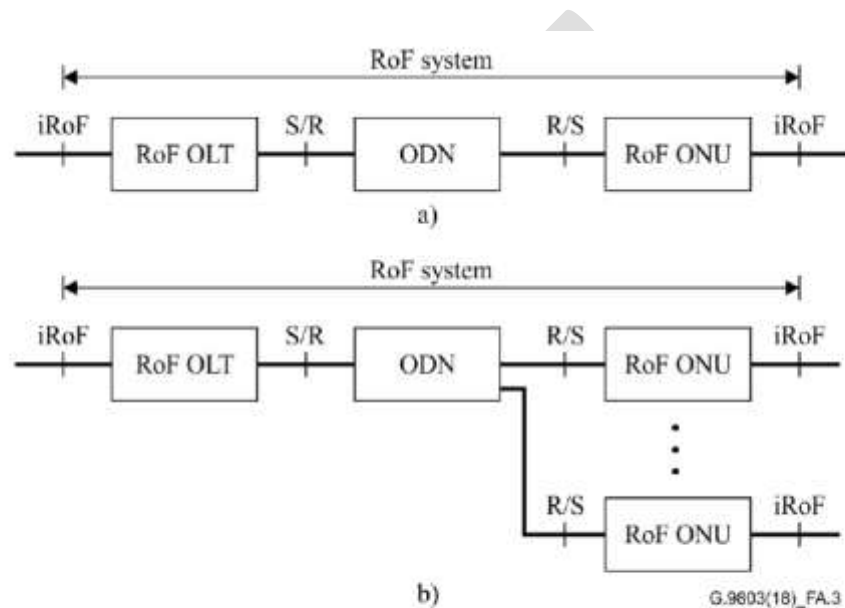 RoF system
iRoF S/R R/S iRoF
RoF OLT ODN RoF ONU
a)
RoF system
iRoF S/R R/S iRoF
RoF OLT ODN RoF ONU
R/S iRoF
RoF ONU
b)
G.9803(18)_FA.3